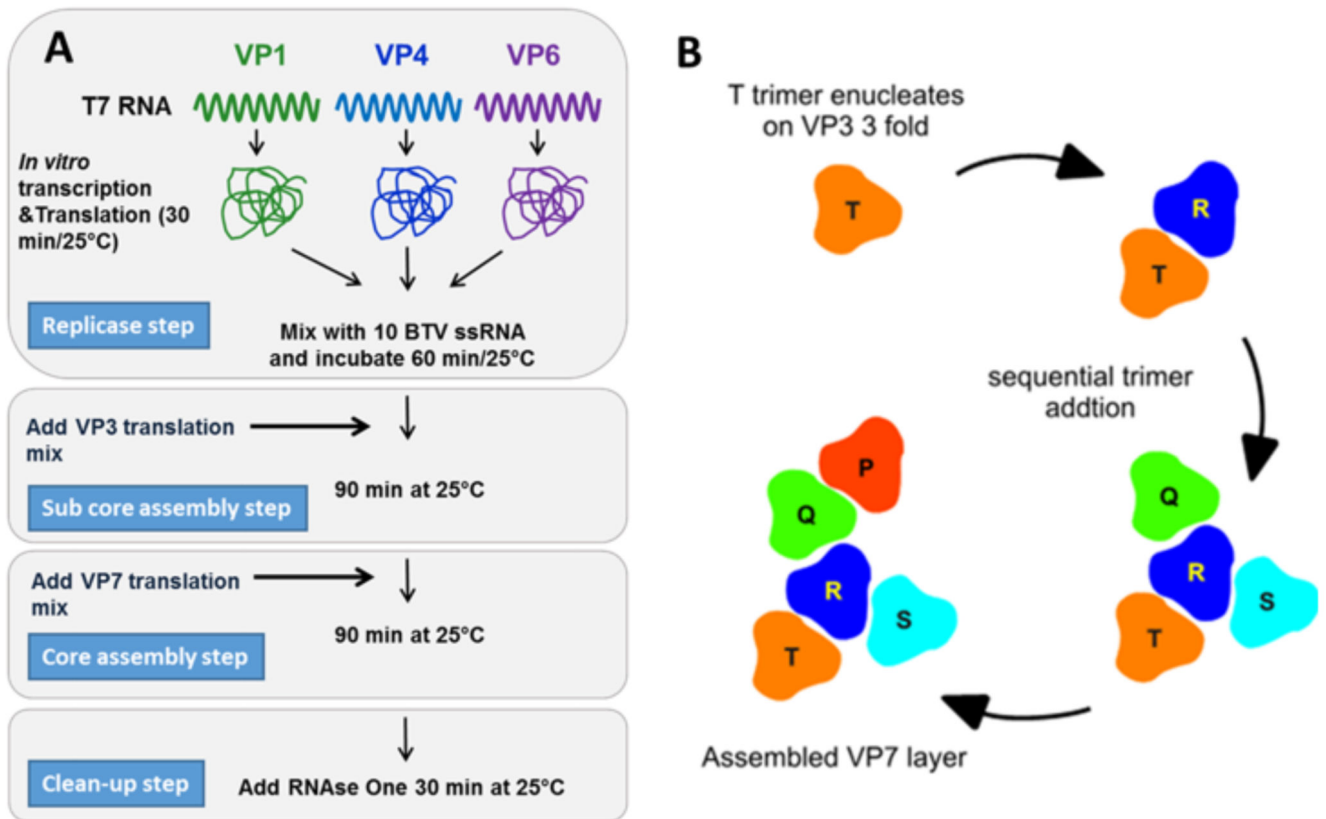 A
VP1 VP4 VP6
T7 RNA
In vitro
transcription
&Translation (30
min/25°C)
Replicase step
Mix with 10 BTV ssRNA
and incubate 60 min/25°C
Add VP3 translation
mix
90 min at 25°C
Sub core assembly step
Add VP7 translation
mix
90 min at 25°C
Core assembly step
Clean-up step
Add RNAse One 30 min at 25°C
B
T trimer enucleates
on VP3 3 fold
T
R
T
sequential trimer
addtion
Q
R
S
T
P
Q
R
S
T
Assembled VP7 layer